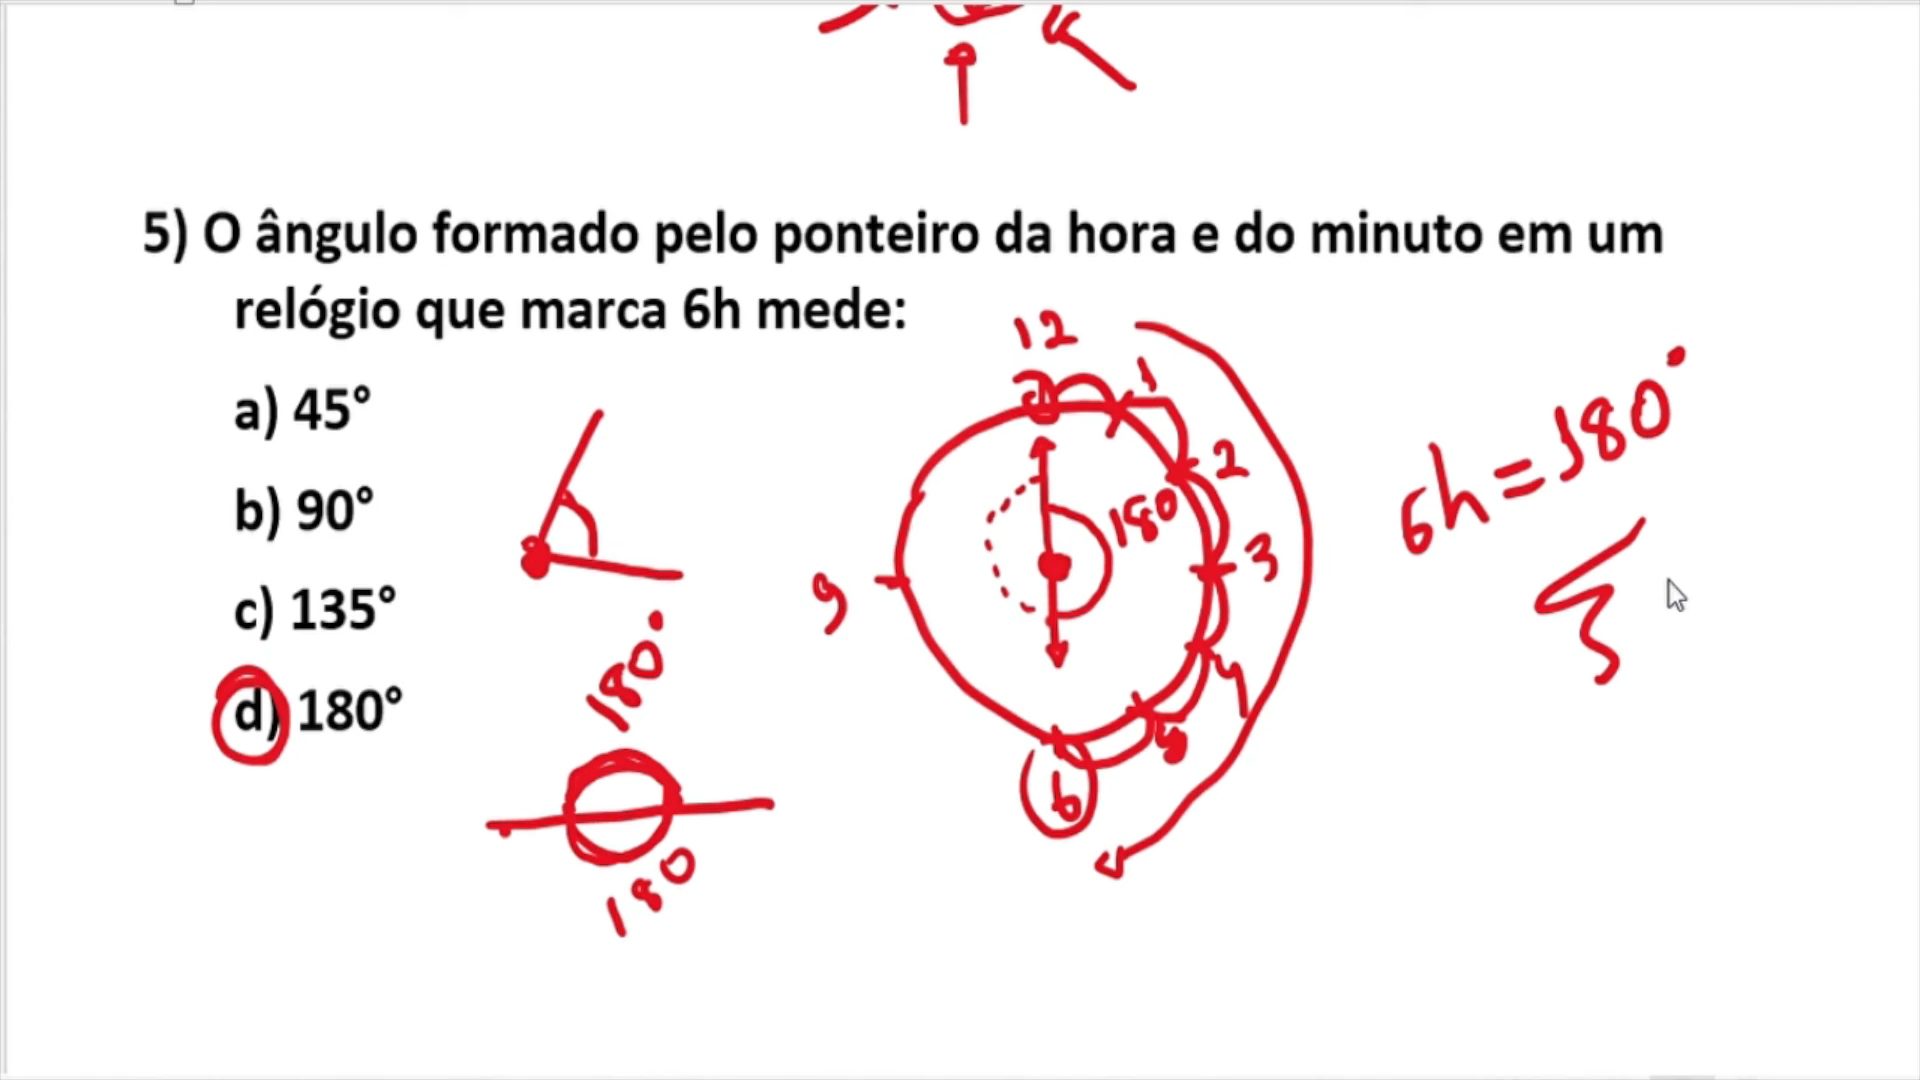 5) O ângulo formado pelo ponteiro da hora e do minuto em um
relógio que marca 6h mede:
a) 45°
b) 90°
c) 135°
d) 180°
12
1
2
3
4
5
6
9
180
6h = 180°
180°
180